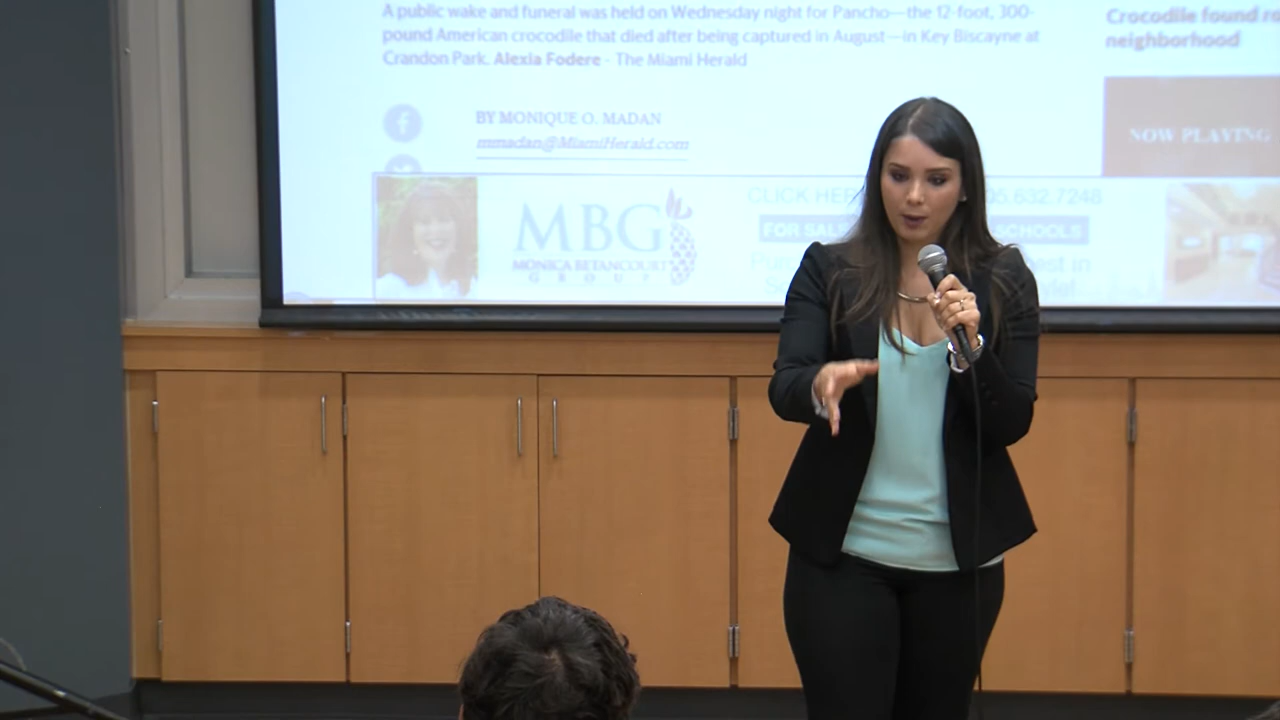 A public wake and funeral was held on Wednesday night for Pancho—the 12-foot, 300-
pound American crocodile that died after being captured in August—in Key Biscayne at
Crandon Park. Alexia Fodere - The Miami Herald
Crocodile found
neighborhood
f
BY MONIQUE O. MADAN
mmadan@MiamiHerald.com
NOW PLAYING
MBG
MONICA BETANCOURT
GROUP
CLICK HER
05.632.7248
FOR SAL
SCHOOLS
est in